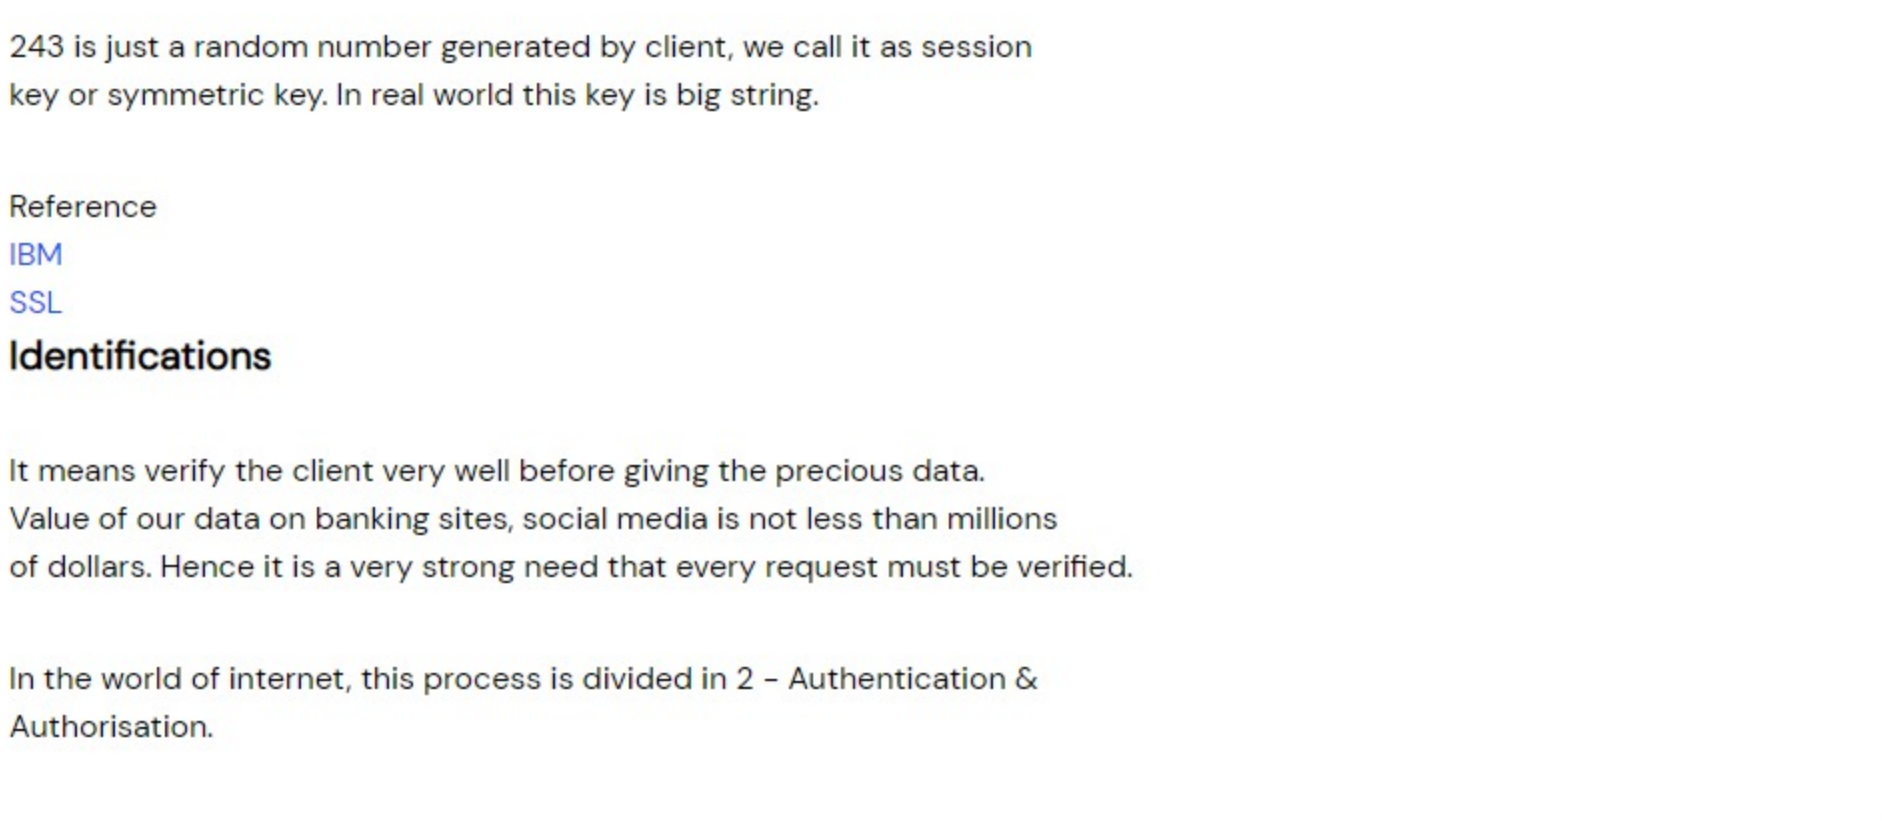 243 is just a random number generated by client, we call it as session
key or symmetric key. In real world this key is big string.
Reference
IBM
SSL
Identifications
It means verify the client very well before giving the precious data.
Value of our data on banking sites, social media is not less than millions
of dollars. Hence it is a very strong need that every request must be verified.
In the world of internet, this process is divided in 2 - Authentication &
Authorisation.